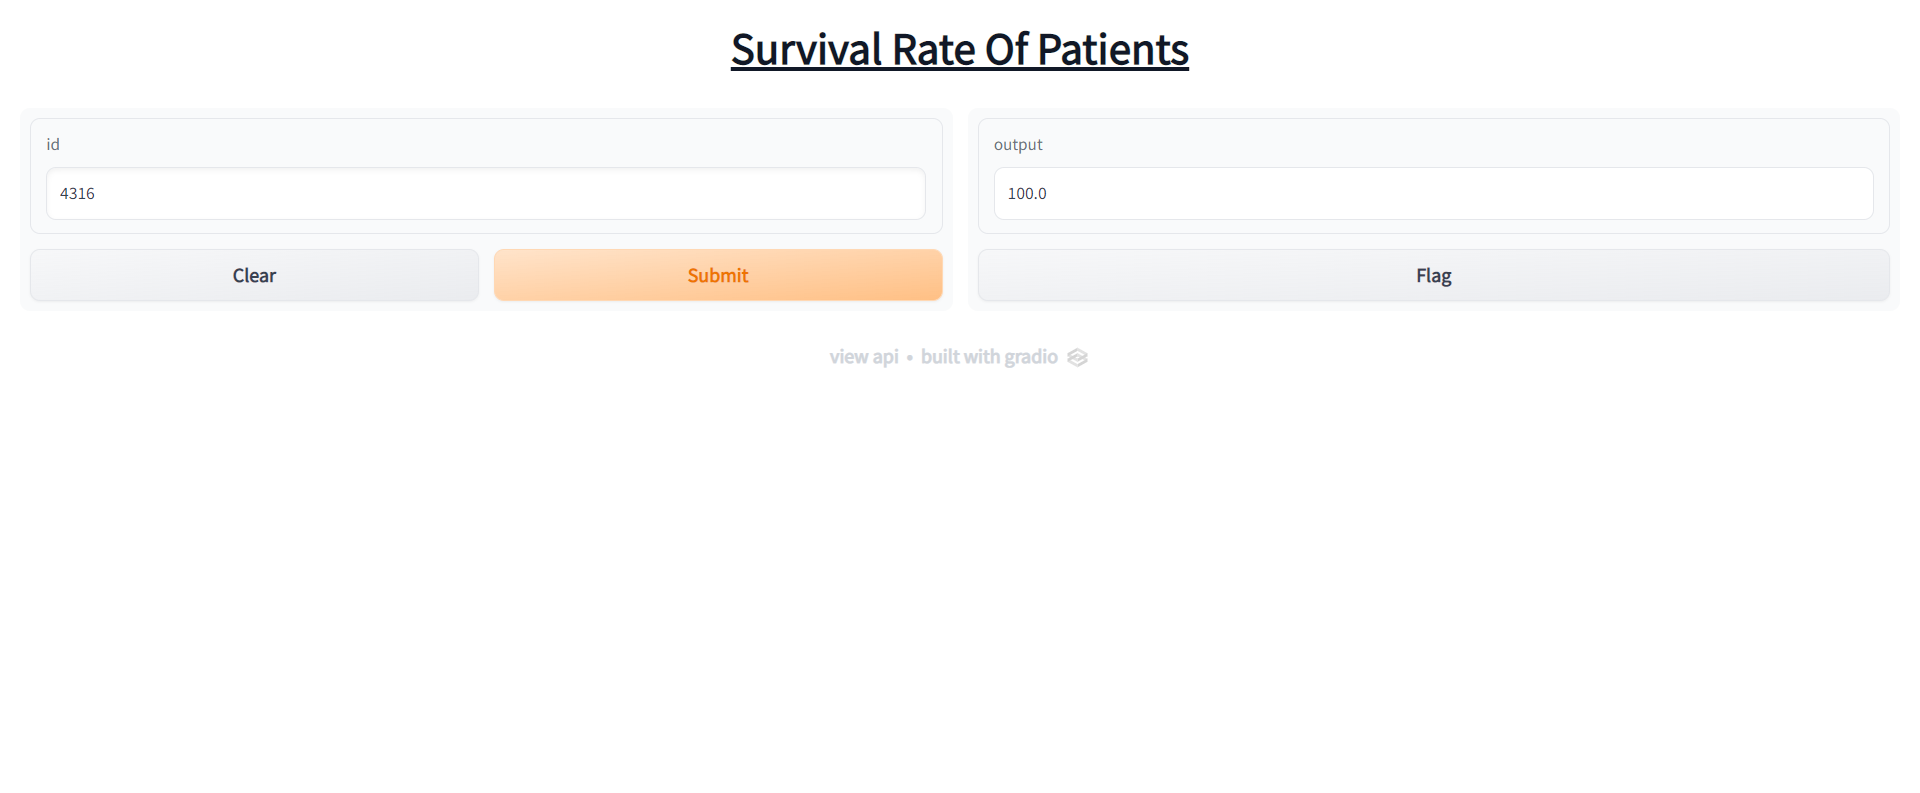 Survival Rate Of Patients
id
4316
Clear
Submit
output
100.0
Flag
view api • built with gradio